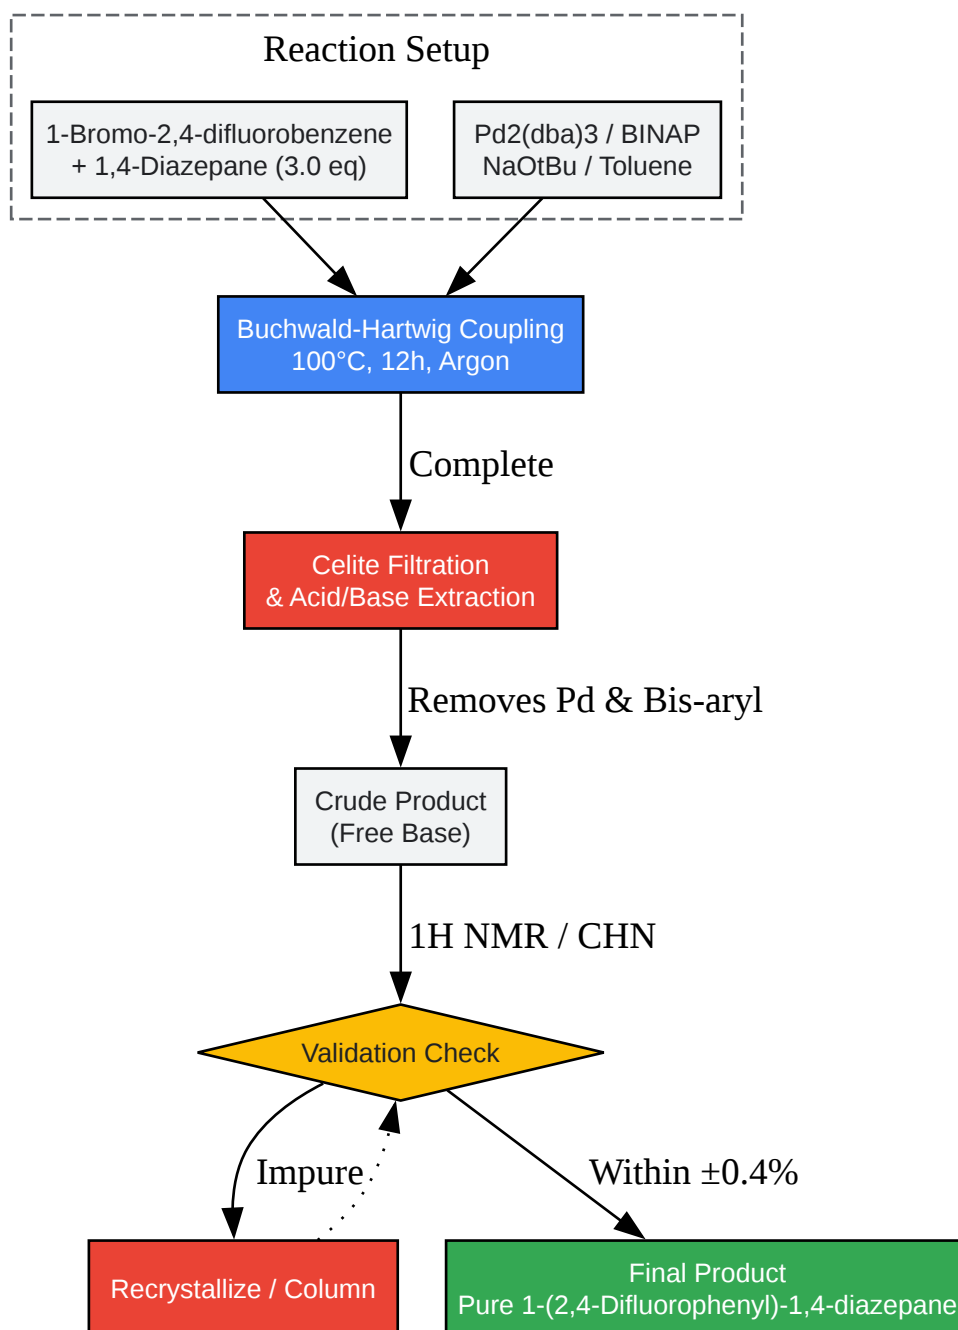 Reaction Setup
1-Bromo-2,4-difluorobenzene
+ 1,4-Diazepane (3.0 eq)
Pd2(dba)3 / BINAP
NaOtBu / Toluene
Buchwald-Hartwig Coupling
100°C, 12h, Argon
Complete
Celite Filtration
& Acid/Base Extraction
Removes Pd & Bis-aryl
Crude Product
(Free Base)
1H NMR / CHN
Validation Check
Impure
Within ±0.4%
Recrystallize / Column
Final Product
Pure 1-(2,4-Difluorophenyl)-1,4-diazepane